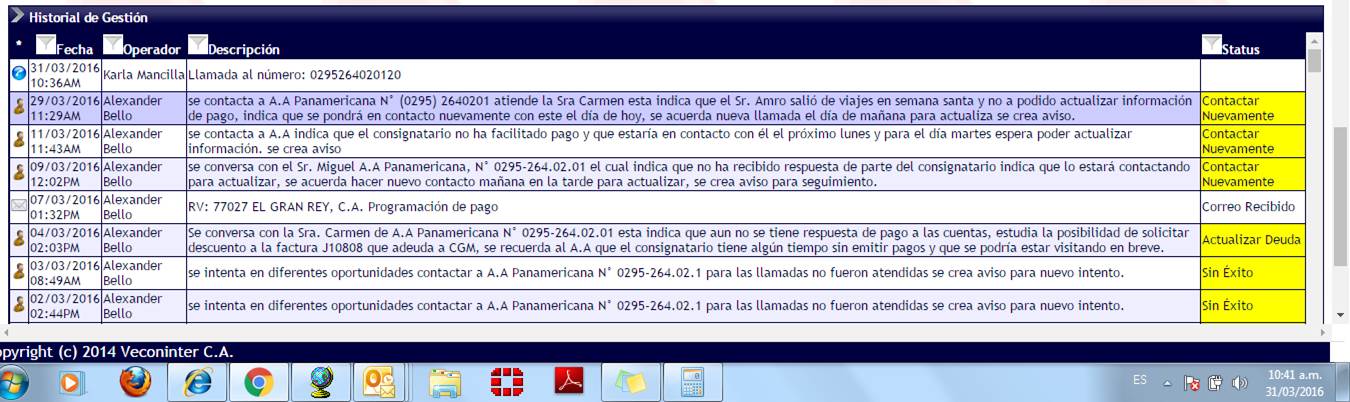 Historial de Gestión
* Fecha Operador Descripción Status
31/03/2016 10:36AM Karla Mancilla Llamada al número: 0295264020120
29/03/2016 Alexander se contacta a A.A Panamericana N° (0295) 2640201 atiende la Sra Carmen esta indica que el Sr. Amro salió de viajes en semana santa y no a podido actualizar información Contactar
11:29AM Bello de pago, indica que se pondrá en contacto nuevamente con este el día de hoy, se acuerda nueva llamada el día de mañana para actualiza se crea aviso. Nuevamente
11/03/2016 Alexander se contacta a A.A indica que el consignatario no ha facilitado pago y que estaría en contacto con él el próximo lunes y para el día martes espera poder actualizar Contactar
11:43AM Bello información. se crea aviso Nuevamente
09/03/2016 Alexander se conversa con el Sr. Miguel A.A Panamericana, N° 0295-264.02.01 el cual indica que no ha recibido respuesta de parte del consignatario indica que lo estará contactando Contactar
12:02PM Bello para actualizar, se acuerda hacer nuevo contacto mañana en la tarde para actualizar, se crea aviso para seguimiento. Nuevamente
07/03/2016 Alexander RV: 77027 EL GRAN REY, C.A. Programación de pago Correo Recibido
01:32PM Bello
04/03/2016 Alexander Se conversa con la Sra. Carmen de A.A Panamericana N° 0295-264.02.01 esta indica que aun no se tiene respuesta de pago a las cuentas, estudia la posibilidad de solicitar Actualizar Deuda
02:03PM Bello descuento a la factura J10808 que adeuda a CGM, se recuerda al A.A que el consignatario tiene algún tiempo sin emitir pagos y que se podría estar visitando en breve.
03/03/2016 Alexander se intenta en diferentes oportunidades contactar a A.A Panamericana N° 0295-264.02.1 para las llamadas no fueron atendidas se crea aviso para nuevo intento. Sin Éxito
08:49AM Bello
02/03/2016 Alexander se intenta en diferentes oportunidades contactar a A.A Panamericana N° 0295-264.02.1 para las llamadas no fueron atendidas se crea aviso para nuevo intento. Sin Éxito
02:44PM Bello
opyright (c) 2014 Veconinter C.A.
ES 10:41 a.m.
31/03/2016